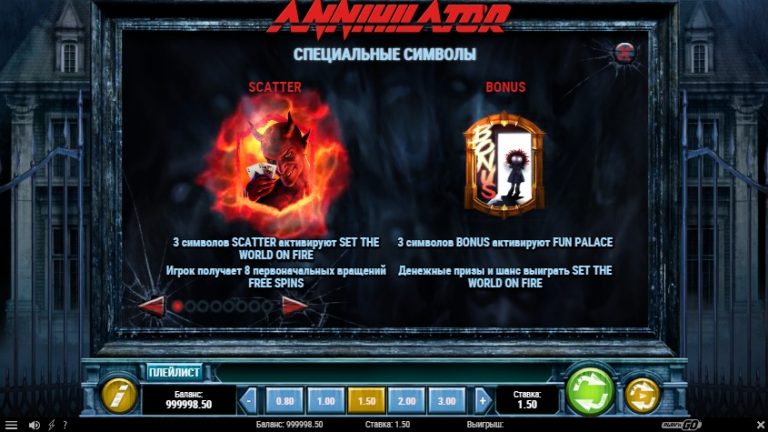 ANNIHILATOR
СПЕЦИАЛЬНЫЕ СИМВОЛЫ
SCATTER
BONUS
BONUS
3 символов SCATTER активируют SET THE
WORLD ON FIRE
Игрок получает 8 первоначальных вращений
FREE SPINS
3 символов BONUS активируют FUN PALACE
Денежные призы и шанс выиграть SET THE
WORLD ON FIRE
ПЛЕЙЛИСТ
i
Баланс:
999998.50
- 0.80 1.00 1.50 2.00 3.00 +
Ставка:
1.50
? Баланс: 999998.50 Ставка: 1.50 Выигрыш: PLAY'N GO